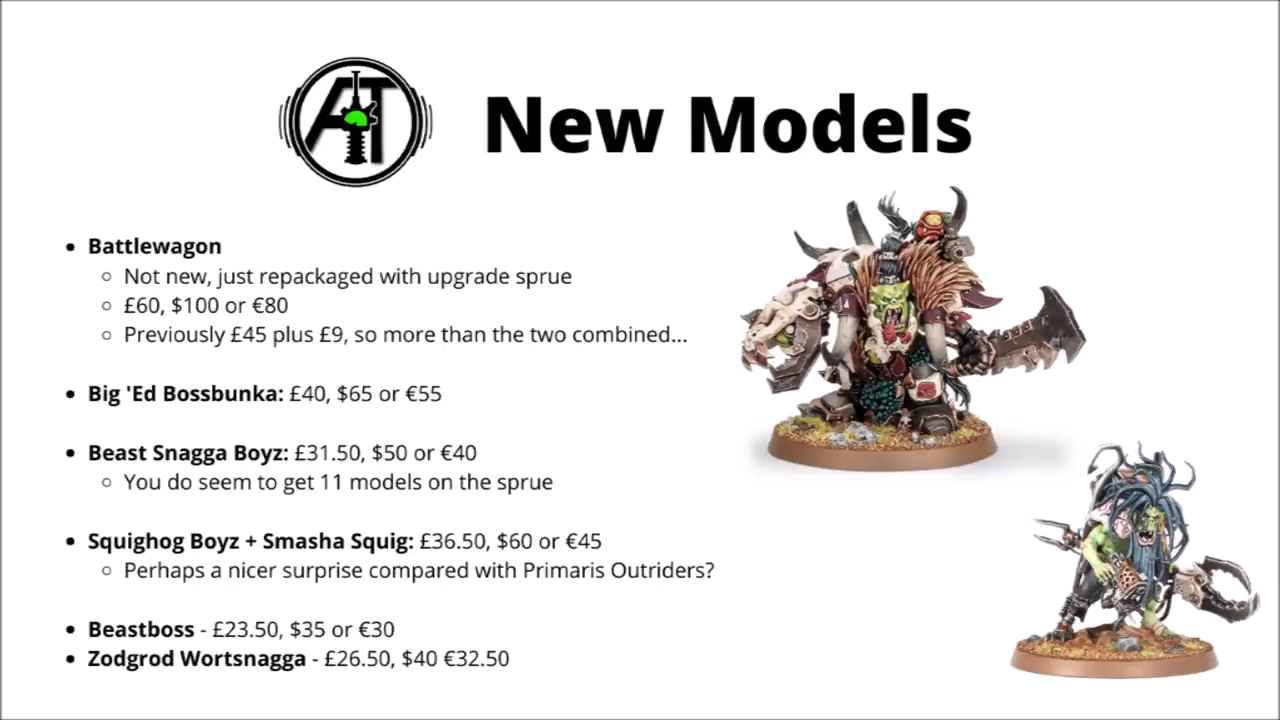 AT
New Models
• Battlewagon
◦ Not new, just repackaged with upgrade sprue
◦ £60, $100 or €80
◦ Previously £45 plus £9, so more than the two combined...
• Big 'Ed Bossbunka: £40, $65 or €55
• Beast Snagga Boyz: £31.50, $50 or €40
◦ You do seem to get 11 models on the sprue
• Squighog Boyz + Smasha Squig: £36.50, $60 or €45
◦ Perhaps a nicer surprise compared with Primaris Outriders?
• Beastboss - £23.50, $35 or €30
• Zodgrod Wortsnagga - £26.50, $40 €32.50